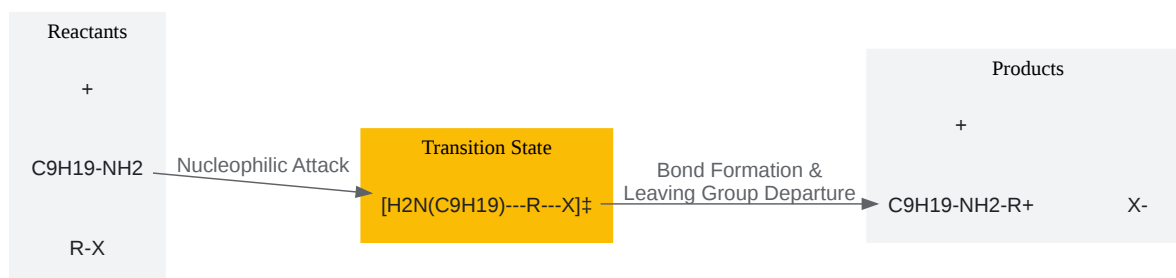 Reactants
+
C9H19-NH2
R-X
Nucleophilic Attack
Transition State
[H2N(C9H19)---R---X]‡
Bond Formation &
Leaving Group Departure
Products
+
C9H19-NH2-R+
X-